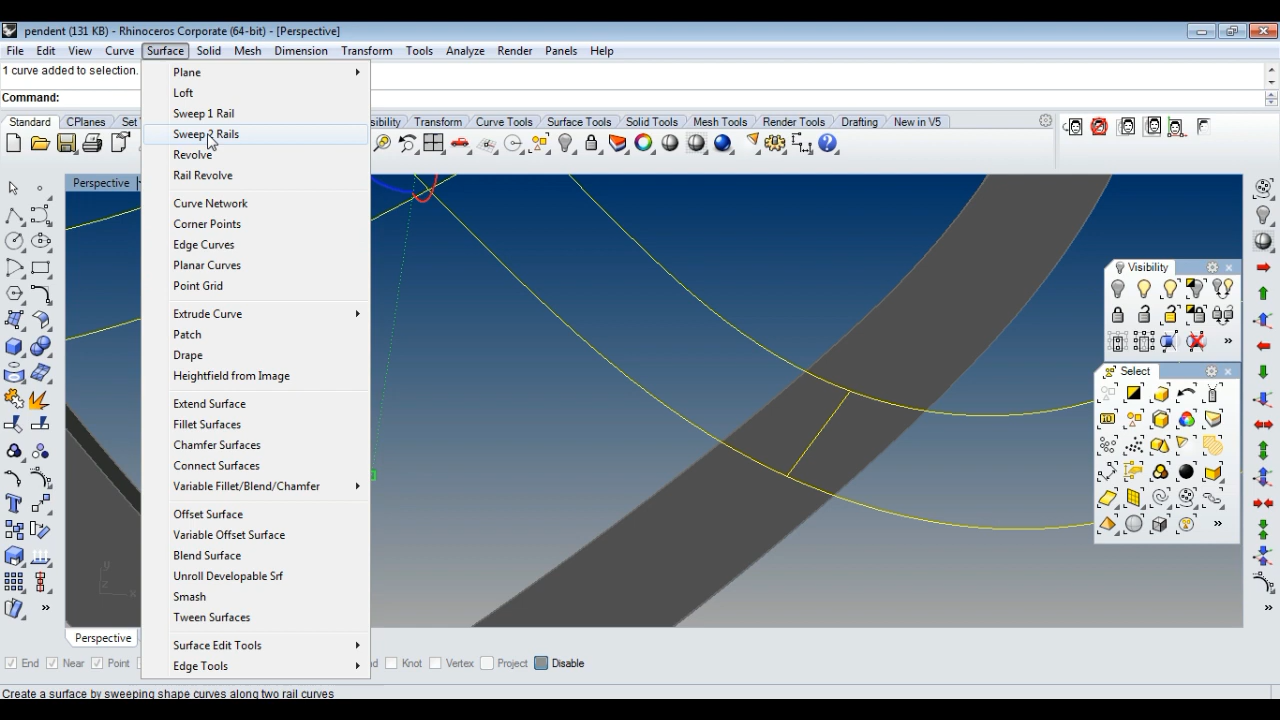 pendent (131 KB) - Rhinoceros Corporate (64-bit) - [Perspective]
File Edit View Curve Surface Solid Mesh Dimension Transform Tools Analyze Render Panels Help
1 curve added to selection.
Command:
Standard CPlanes Set sibility Transform Curve Tools Surface Tools Solid Tools Mesh Tools Render Tools Drafting New in V5
Perspective
Plane
Loft
Sweep 1 Rail
Sweep 2 Rails
Revolve
Rail Revolve
Curve Network
Corner Points
Edge Curves
Planar Curves
Point Grid
Extrude Curve
Patch
Drape
Heightfield from Image
Extend Surface
Fillet Surfaces
Chamfer Surfaces
Connect Surfaces
Variable Fillet/Blend/Chamfer
Offset Surface
Variable Offset Surface
Blend Surface
Unroll Developable Srf
Smash
Tween Surfaces
Surface Edit Tools
Edge Tools
Visibility
Select
y
z x
Perspective
End Near Point d Knot Vertex Project Disable
Create a surface by sweeping shape curves along two rail curves